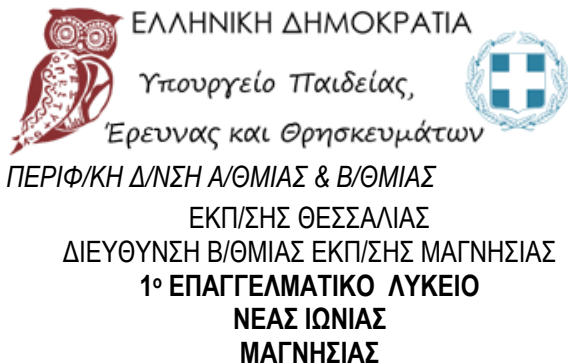 ΕΛΛΗΝΙΚΗ ΔΗΜΟΚΡΑΤΙΑ
Υπουργείο Παιδείας,
Έρευνας και Θρησκευμάτων
ΠΕΡΙΦ/ΚΗ Δ/ΝΣΗ Α/ΘΜΙΑΣ & Β/ΘΜΙΑΣ
ΕΚΠ/ΣΗΣ ΘΕΣΣΑΛΙΑΣ
ΔΙΕΥΘΥΝΣΗ Β/ΘΜΙΑΣ ΕΚΠ/ΣΗΣ ΜΑΓΝΗΣΙΑΣ
1ο ΕΠΑΓΓΕΛΜΑΤΙΚΟ ΛΥΚΕΙΟ
ΝΕΑΣ ΙΩΝΙΑΣ
ΜΑΓΝΗΣΙΑΣ